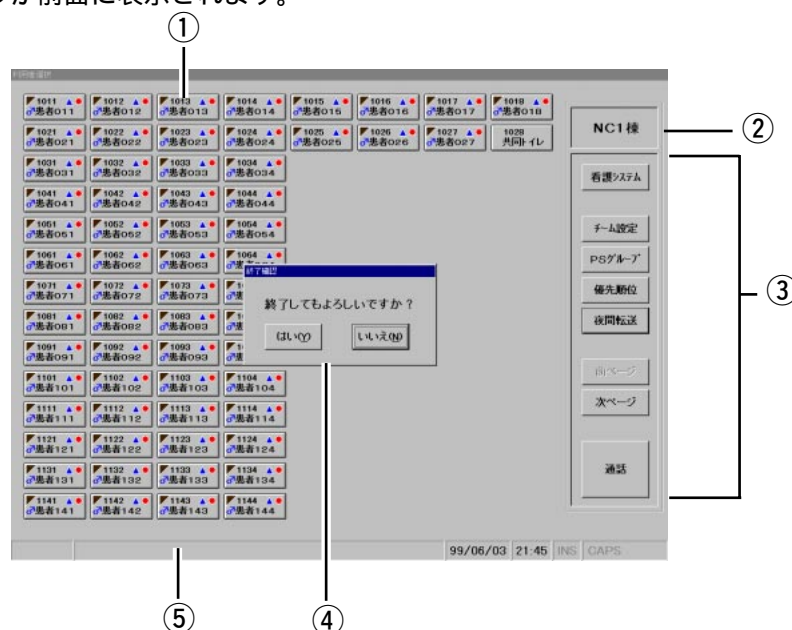 が前面に表示されます。
①
1011 ▲ ● 1012 ▲ ● 1013 ▲ ● 1014 ▲ ● 1015 ▲ ● 1016 ▲ ● 1017 ▲ ● 1018 ▲ ●
♂患者011 ♂患者012 ♂患者013 ♂患者014 ♂患者015 ♂患者016 ♂患者017 ♂患者018
NC1棟
②
1021 ▲ ● 1022 ▲ ● 1023 ▲ ● 1024 ▲ ● 1025 ▲ ● 1026 ▲ ● 1027 ▲ ● 1028
♂患者021 ♂患者022 ♂患者023 ♂患者024 ♂患者025 ♂患者026 ♂患者027 共同トイレ
1031 ▲ ● 1032 ▲ ● 1033 ▲ ● 1034 ▲ ●
♂患者031 ♂患者032 ♂患者033 ♂患者034
1041 ▲ ● 1042 ▲ ● 1043 ▲ ● 1044 ▲ ●
♂患者041 ♂患者042 ♂患者043 ♂患者044
1051 ▲ ● 1052 ▲ ● 1053 ▲ ● 1054 ▲ ●
♂患者051 ♂患者052 ♂患者053 ♂患者054
1061 ▲ ● 1062 ▲ ● 1063 ▲ ● 1064 ▲ ●
♂患者061 ♂患者062 ♂患者063
1071 ▲ ● 1072 ▲ ● 1073 ▲ ●
♂患者071 ♂患者072 ♂患者073
1081 ▲ ● 1082 ▲ ● 1083 ▲ ●
♂患者081 ♂患者082 ♂患者083
1091 ▲ ● 1092 ▲ ● 1093 ▲ ●
♂患者091 ♂患者092 ♂患者093
1101 ▲ ● 1102 ▲ ● 1103 ▲ ● 1104 ▲ ●
♂患者101 ♂患者102 ♂患者103 ♂患者104
1111 ▲ ● 1112 ▲ ● 1113 ▲ ● 1114 ▲ ●
♂患者111 ♂患者112 ♂患者113 ♂患者114
1121 ▲ ● 1122 ▲ ● 1123 ▲ ● 1124 ▲ ●
♂患者121 ♂患者122 ♂患者123 ♂患者124
1131 ▲ ● 1132 ▲ ● 1133 ▲ ● 1134 ▲ ●
♂患者131 ♂患者132 ♂患者133 ♂患者134
1141 ▲ ● 1142 ▲ ● 1143 ▲ ● 1144 ▲ ●
♂患者141 ♂患者142 ♂患者143 ♂患者144
終了確認
終了してもよろしいですか？
はい(Y) いいえ(N)
看護システム
チーム設定
PSグループ
優先順位
夜間転送
前ページ
次ページ
通話
③
99/06/03 21:45 INS CAPS
⑤ ④